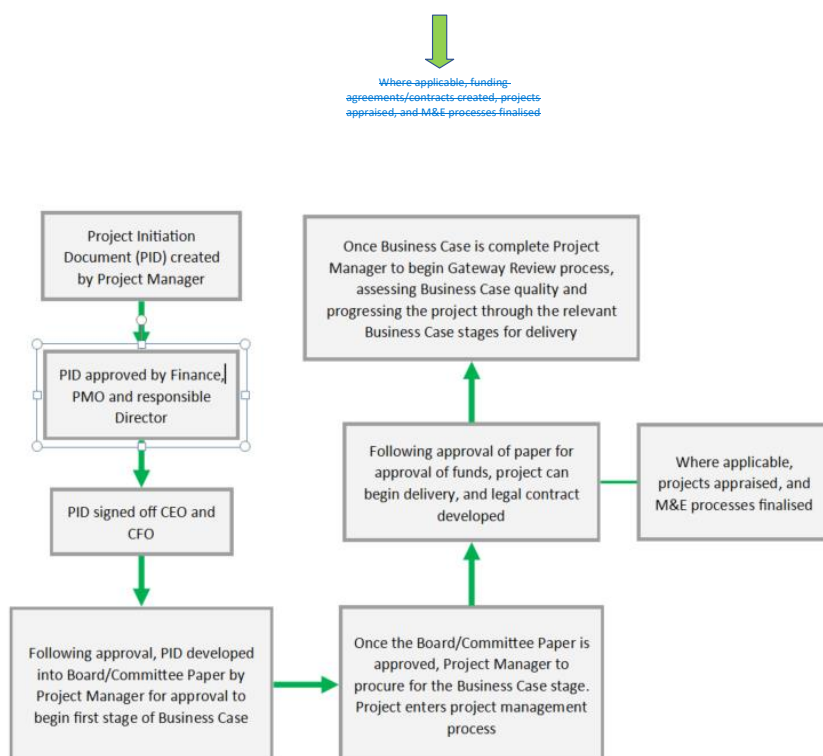 Where applicable, funding
agreements/contracts created, projects
appraised, and M&E processes finalised
Project Initiation
Document (PID) created
by Project Manager
PID approved by Finance,
PMO and responsible
Director
PID signed off CEO and
CFO
Following approval, PID developed
into Board/Committee Paper by
Project Manager for approval to
begin first stage of Business Case
Once the Board/Committee Paper is
approved, Project Manager to
procure for the Business Case stage.
Project enters project management
process
Following approval of paper for
approval of funds, project can
begin delivery, and legal contract
developed
Where applicable,
projects appraised, and
M&E processes finalised
Once Business Case is complete Project
Manager to begin Gateway Review process,
assessing Business Case quality and
progressing the project through the relevant
Business Case stages for delivery